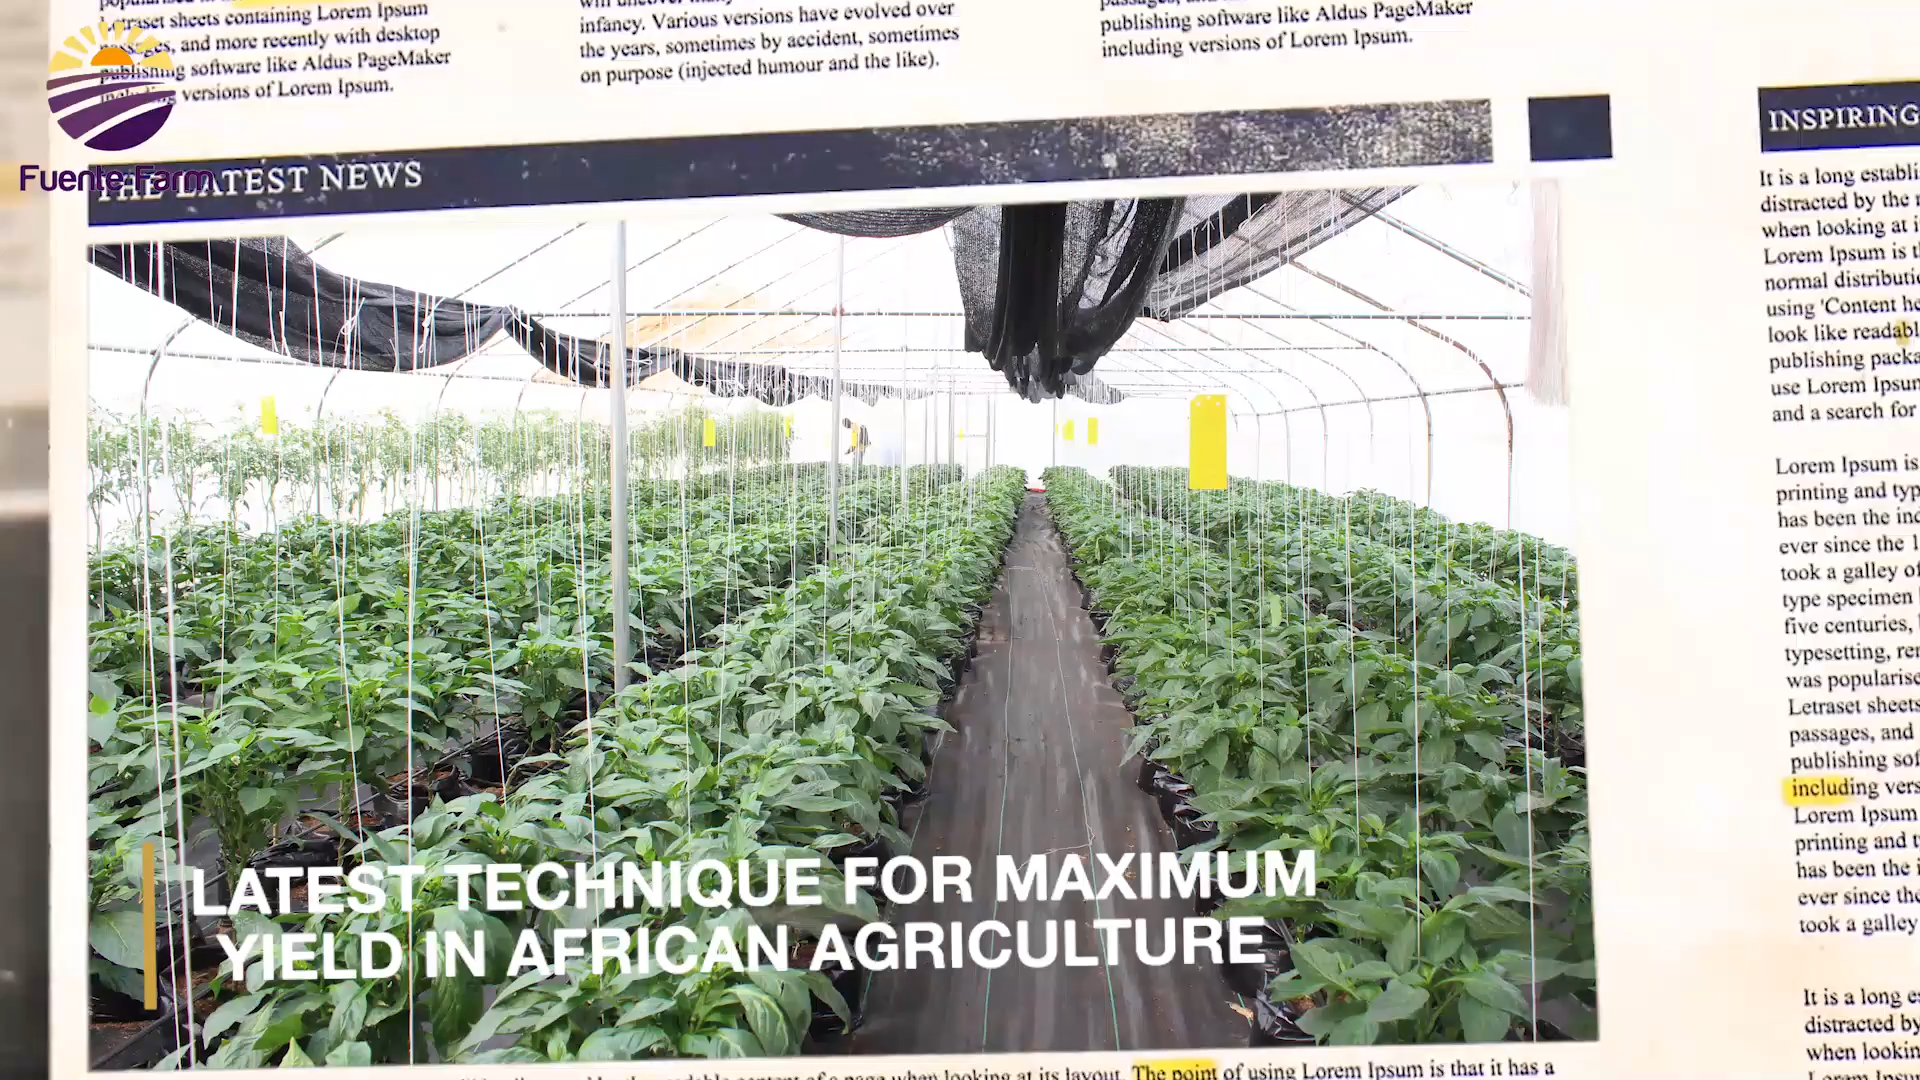 Letraset sheets containing Lorem Ipsum
passages, and more recently with desktop
publishing software like Aldus PageMaker
including versions of Lorem Ipsum.
infancy. Various versions have evolved over
the years, sometimes by accident, sometimes
on purpose (injected humour and the like).
publishing software like Aldus PageMaker
including versions of Lorem Ipsum.
Fuente Farm
THE LATEST NEWS
LATEST TECHNIQUE FOR MAXIMUM
YIELD IN AFRICAN AGRICULTURE
when looking at its layout. The point of using Lorem Ipsum is that it has a
INSPIRING
It is a long establi
distracted by the r
when looking at i
Lorem Ipsum is t
normal distributi
using 'Content he
look like readabl
publishing packa
use Lorem Ipsum
and a search for
Lorem Ipsum is
printing and typ
has been the ind
ever since the 1
took a galley of
type specimen
five centuries,
typesetting, rem
was popularise
Letraset sheets
passages, and
publishing sof
including vers
Lorem Ipsum
printing and t
has been the i
ever since the
took a galley
It is a long es
distracted by
when lookin